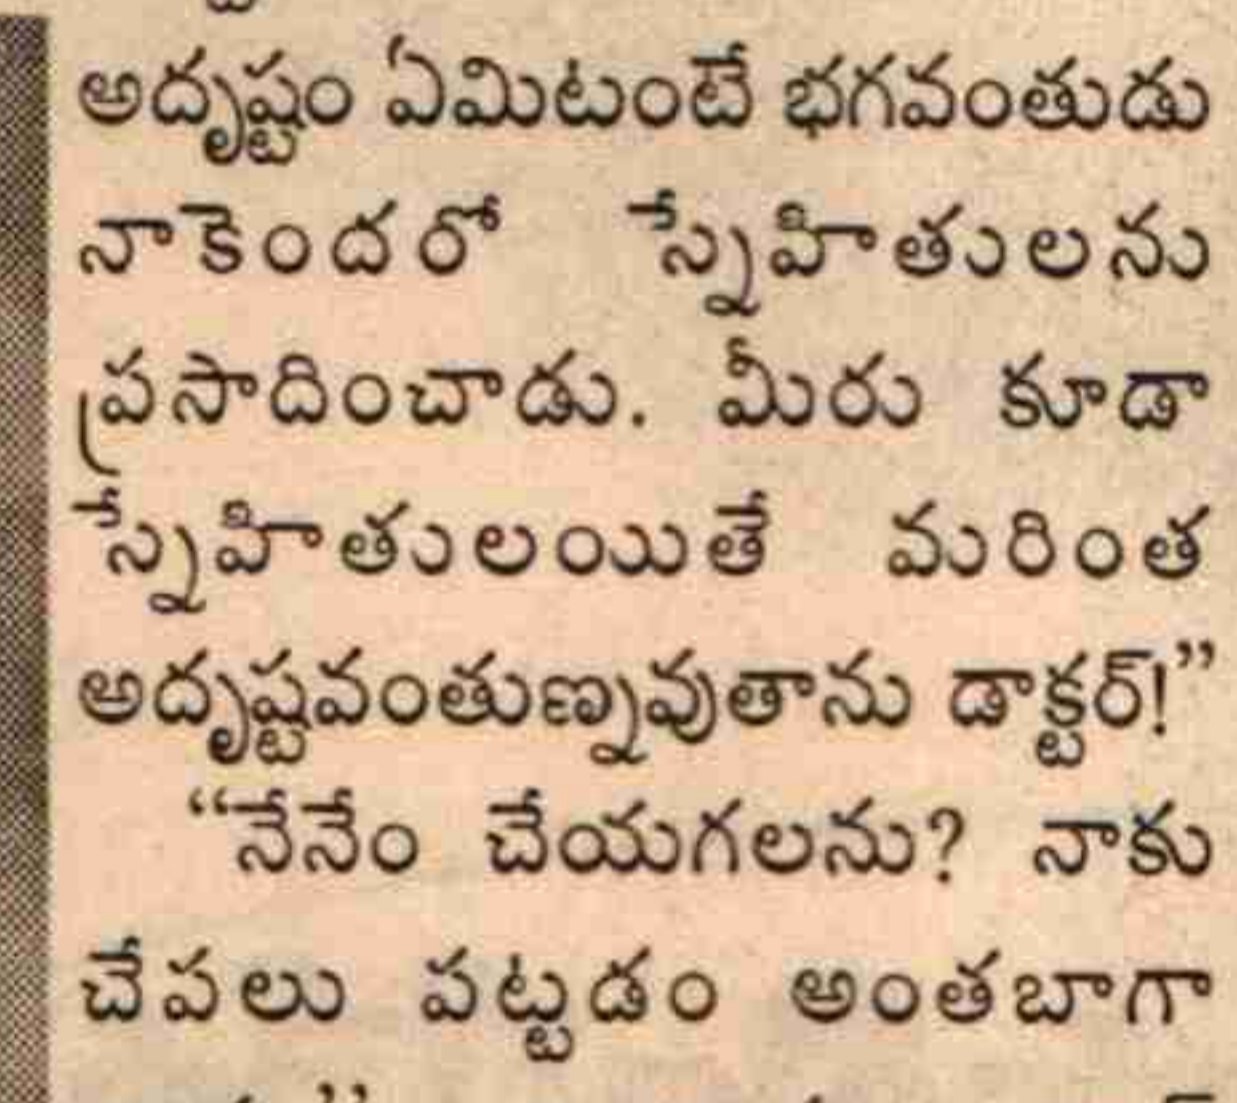 అదృష్టం ఏమిటంటే భగవంతుడు
నాకెందరో స్నేహితులను
ప్రసాదించాడు. మీరు కూడా
స్నేహితులయితే మరింత
అదృష్టవంతుణ్నవుతాను డాక్టర్!”
“నేనేం చేయగలను? నాకు
చేపలు పట్టడం అంతబాగా